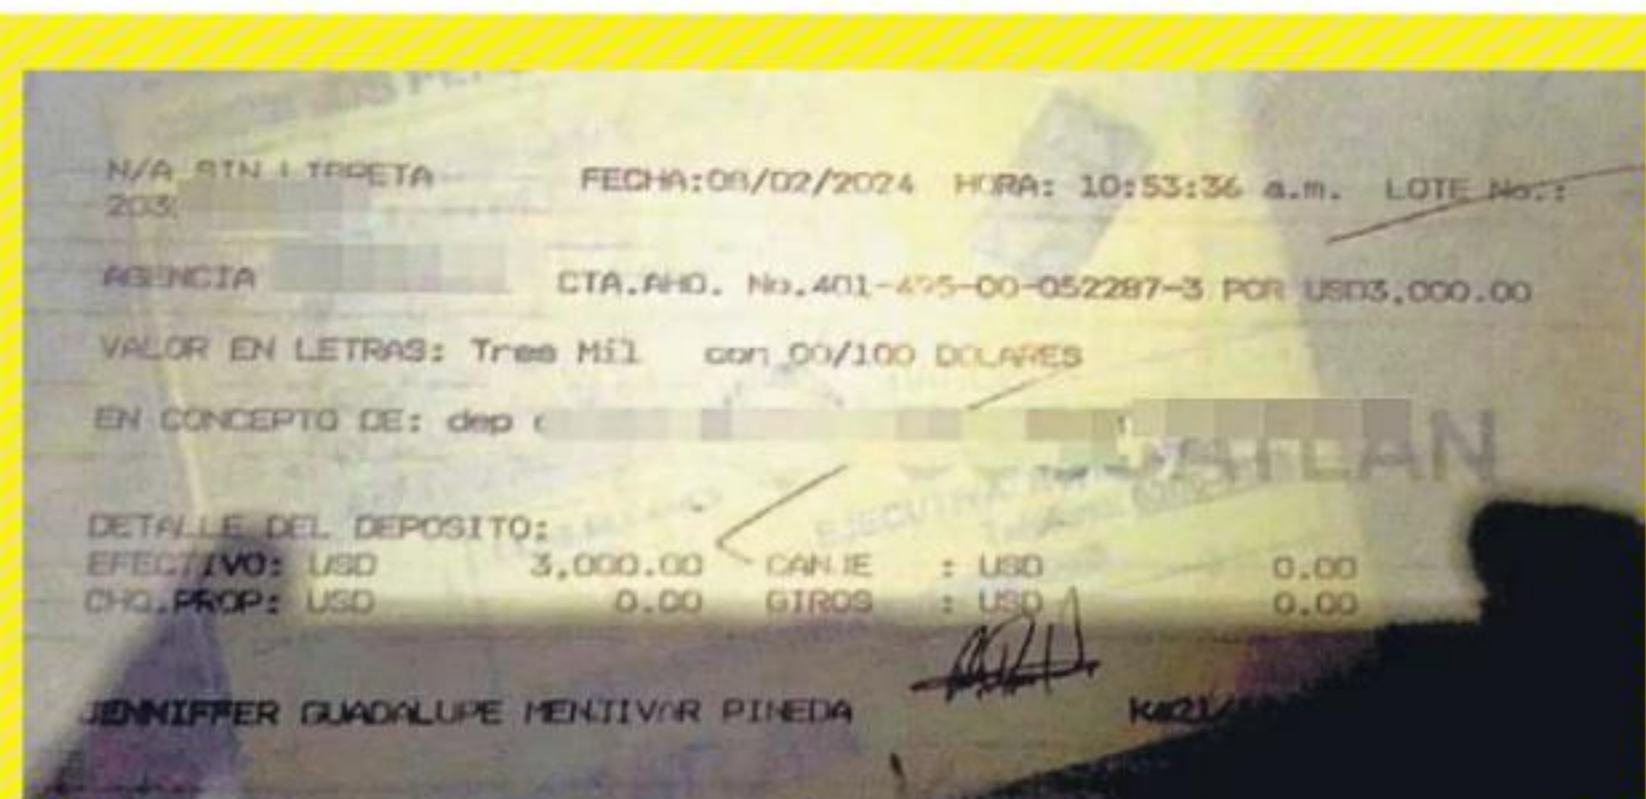 N/A SIN LIBRETA FECHA:08/02/2024 HORA: 10:53:36 a.m. LOTE No.:
203
AGENCIA CTA.AHO. No.401-495-00-052287-3 POR USD3,000.00
VALOR EN LETRAS: Tres Mil con 00/100 DOLARES
EN CONCEPTO DE: dep
ATLAN
DETALLE DEL DEPOSITO:
EFECTIVO: USD 3,000.00 CANJE : USD 0.00
CHQ.PROP: USD 0.00 GIROS : USD 0.00
JENNIFFER GUADALUPE MENJIVAR PINEDA